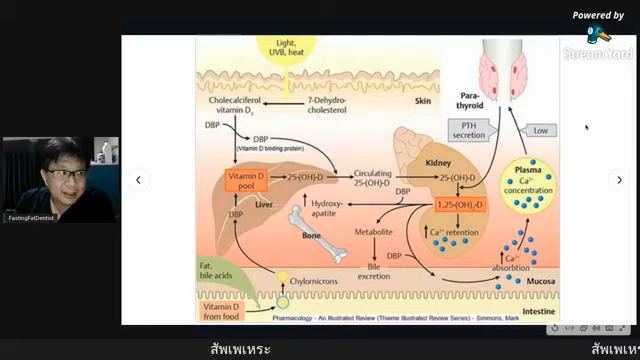 Powered by
StreamYard
Light,
UVB, heat
Cholecalciferol
vitamin D₃
7-Dehydro-
cholesterol
Skin
Para-
thyroid
DBP
DBP
(Vitamin D binding protein)
PTH
secretion
Low
Kidney
Plasma
Ca²⁺
concentration
Vitamin D
pool
25-(OH)-D
Circulating
25-(OH)-D
25-(OH)-D
DBP
Liver
Hydroxy-
apatite
1,25-(OH)₂-D
DBP
Bone
Metabolite
Ca²⁺ retention
DBP
Ca²⁺
absorbtion
Fat,
bile acids
Chylomicrons
Bile
excretion
Mucosa
Vitamin D
from food
Intestine
Pharmacology - An Illustrated Review (Thieme Illustrated Review Series) - Simmons, Mark
FastingFatDentist
สัพเพเหระ
สัพเพเหระ